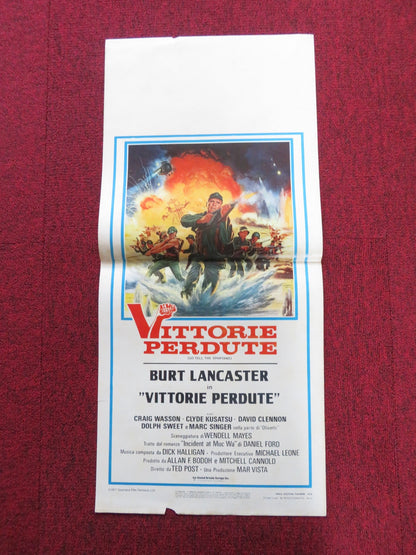 VITTORIE
PERDUTE
(GO TELL THE SPARTANS)
BURT LANCASTER
in
"VITTORIE PERDUTE"
con
CRAIG WASSON · CLYDE KUSATSU · DAVID CLENNON
DOLPH SWEET e MARC SINGER nella parte di "Olivetti"
Sceneggiatura di WENDELL MAYES
Tratto dal romanzo "Incident at Muc Wa" di DANIEL FORD
Musica composta da DICK HALLIGAN · Produttore Esecutivo MICHAEL LEONE
Prodotto da ALLAN F. BODOH e MITCHELL CANNOLD
Diretto da TED POST · Una Produzione MAR VISTA